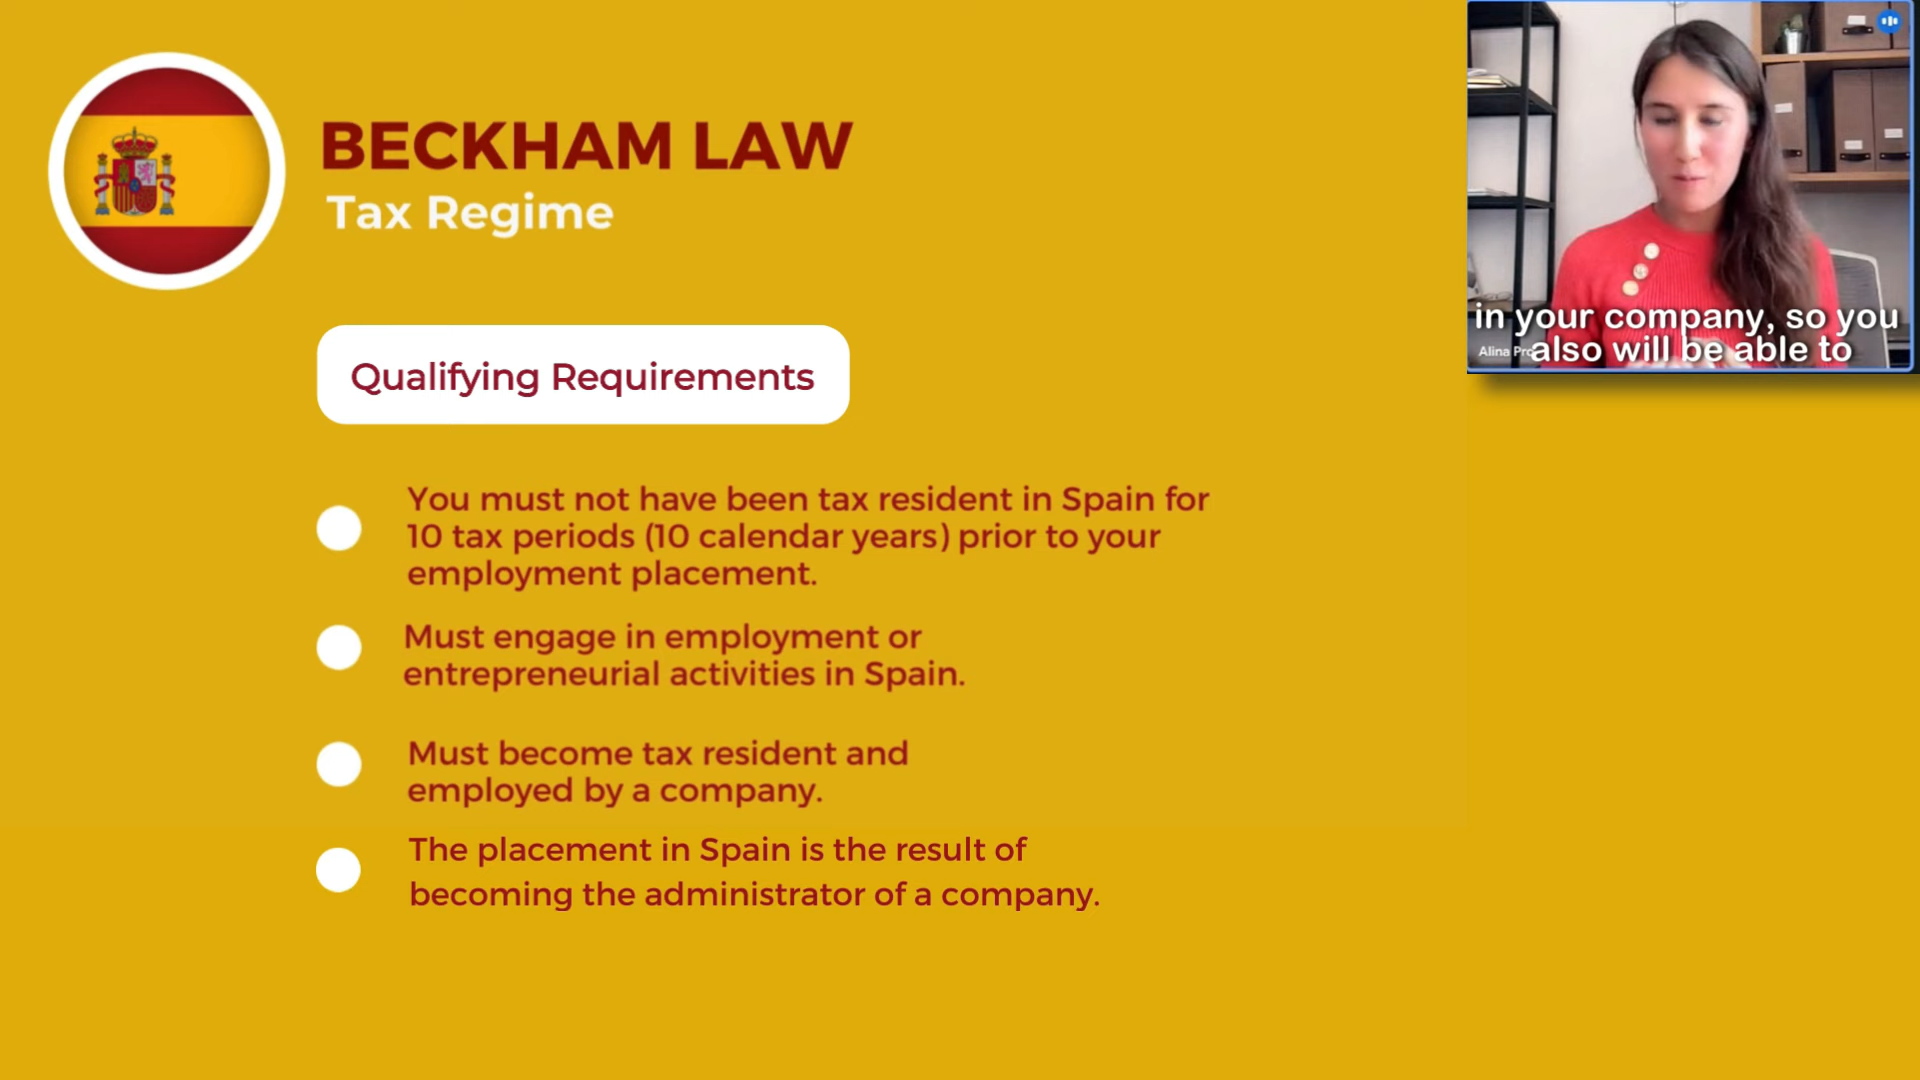 BECKHAM LAW
Tax Regime
Qualifying Requirements
You must not have been tax resident in Spain for
10 tax periods (10 calendar years) prior to your
employment placement.
Must engage in employment or
entrepreneurial activities in Spain.
Must become tax resident and
employed by a company.
The placement in Spain is the result of
becoming the administrator of a company.
in your company, so you
also will be able to
Alina